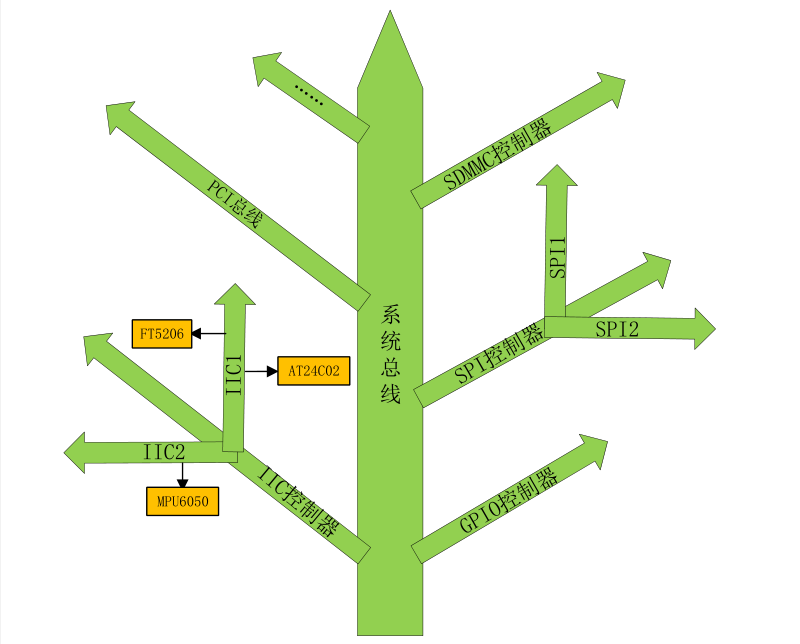 ……
SDMMC控制器
PCI总线
SPI1
系统总线
FT5206
IIC1
AT24C02
SPI控制器
SPI2
IIC2
IIC控制器
MPU6050
GPIO控制器